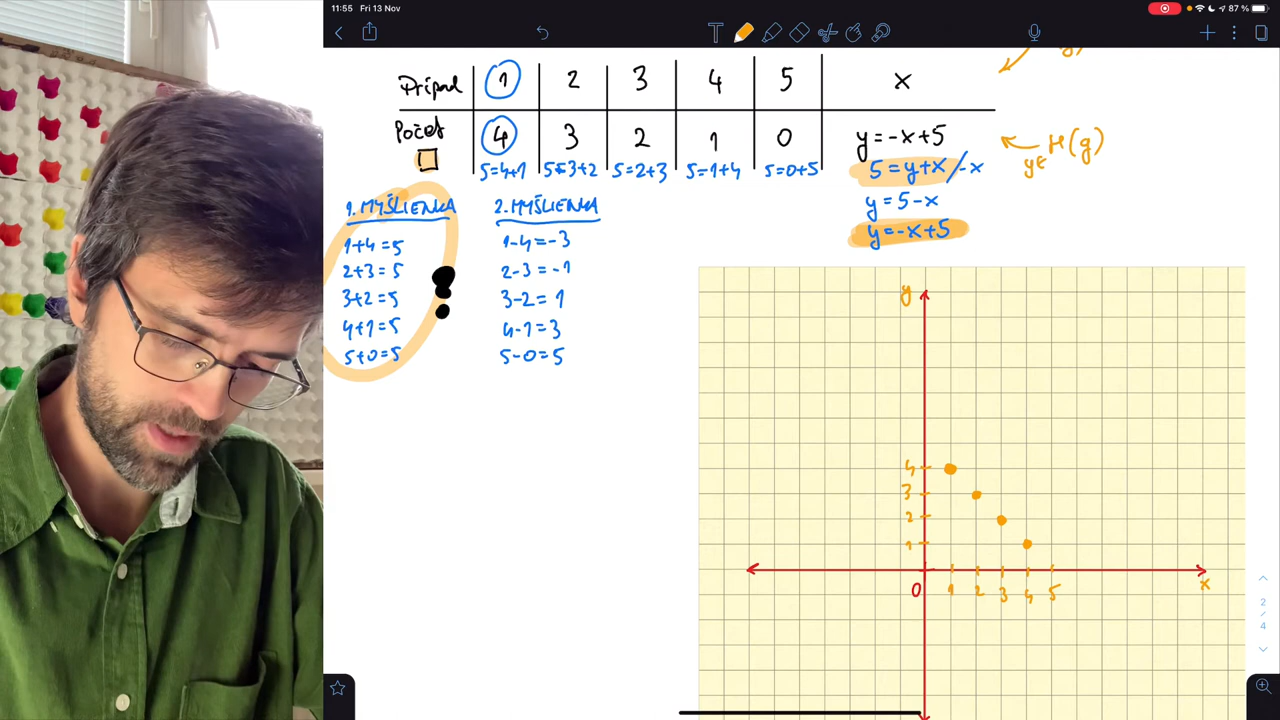 11:55 Fri 13 Nov
87 %
Prípad 1 2 3 4 5 x
Počet 4 3 2 1 0 y=-x+5
y∈ H(g)
5=4+1 5=3+2 5=2+3 5=1+4 5=0+5 5=y+x/-x
y=5-x
y=-x+5
1. MYŠLIENKA
1+4=5
2+3=5
3+2=5
4+1=5
5+0=5
2. MYŠLIENKA
1-4=-3
2-3=-1
3-2=1
4-1=3
5-0=5
y
4
3
2
1
0 1 2 3 4 5 x
2
/
4